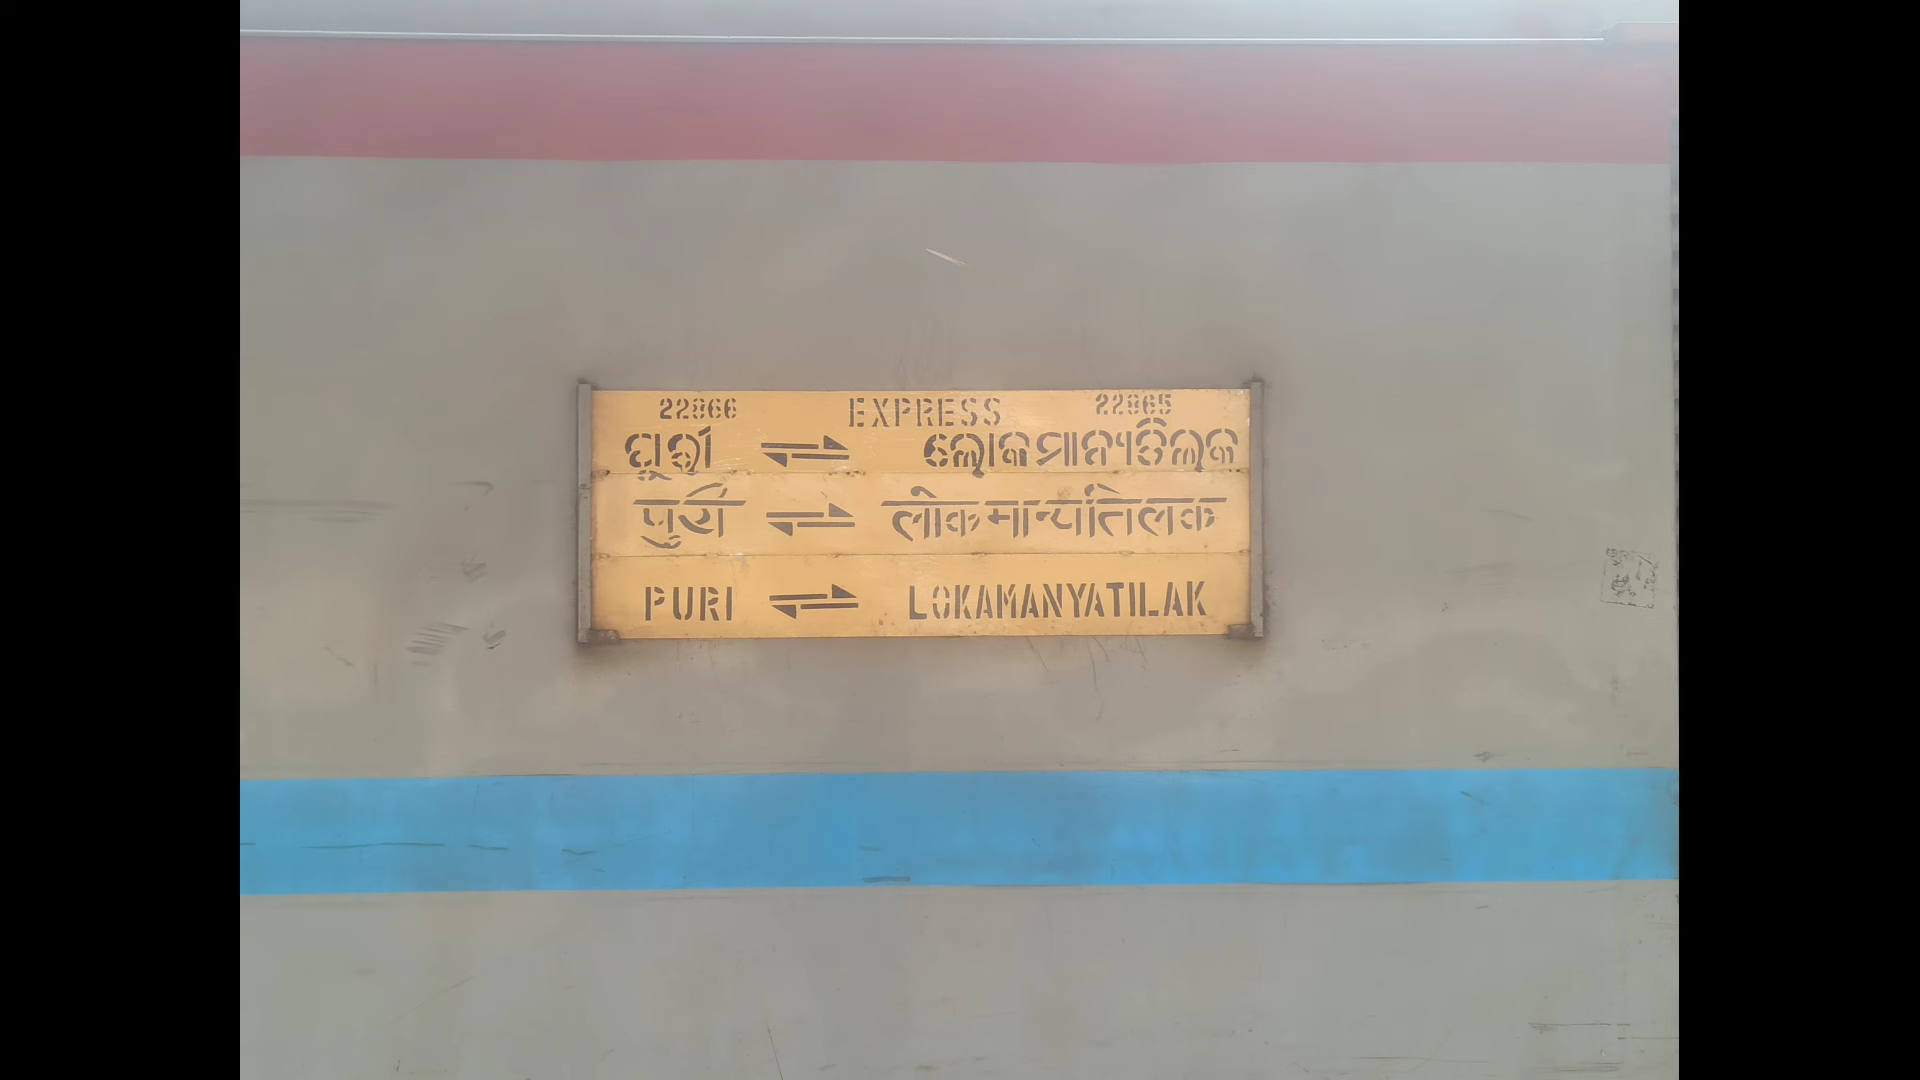 22866 EXPRESS 22865
ପୁରୀ ⇌ ଲୋକମାନ୍ୟତିଲକ
पुरी ⇌ लोकमान्यतिलक
PURI ⇌ LOKAMANYATILAK